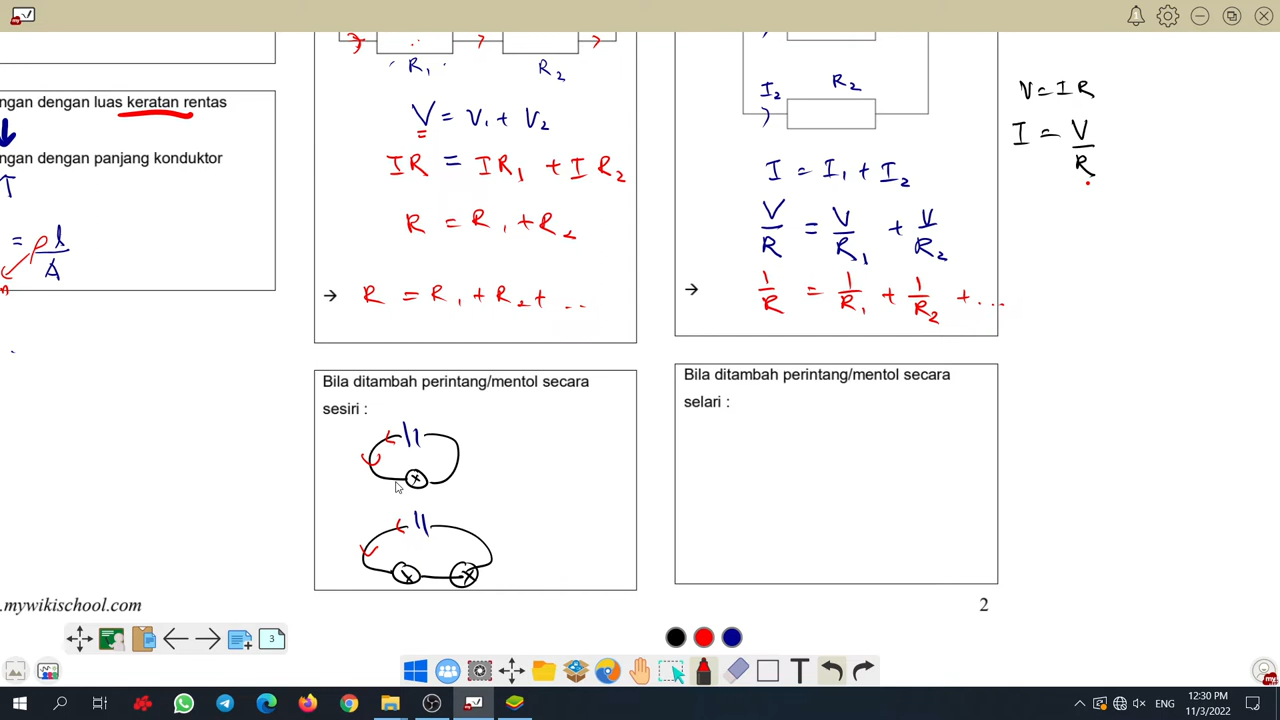 ngan dengan luas keratan rentas
ngan dengan panjang konduktor
= ρ l
A
R₁
R₂
V = V₁ + V₂
IR = IR₁ + IR₂
R = R₁ + R₂
→ R = R₁ + R₂ + ...
Bila ditambah perintang/mentol secara
sesiri :
I₂
R₂
I = I₁ + I₂
V/R = V/R₁ + V/R₂
→ 1/R = 1/R₁ + 1/R₂ + ...
V = IR
I = V/R
Bila ditambah perintang/mentol secara
selari :
.mywikischool.com
2
3
ENG
12:30 PM
11/3/2022